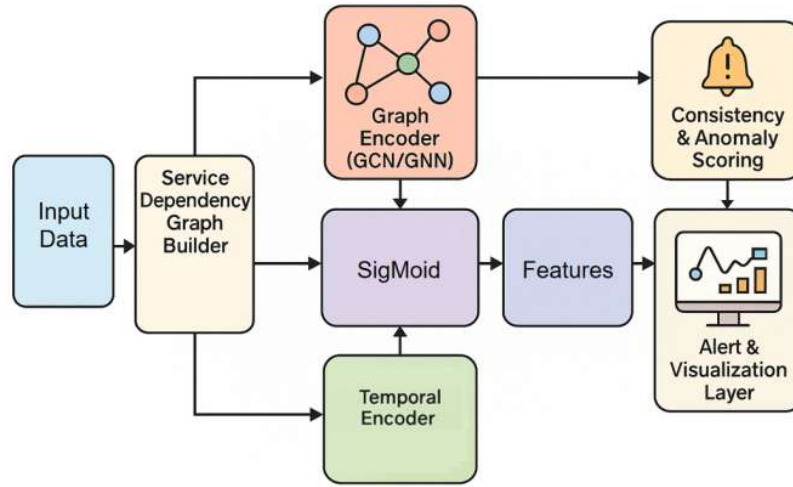 Input
Data
Service
Dependency
Graph
Builder
Graph
Encoder
(GCN/GNN)
SigMoid
Temporal
Encoder
Features
Consistency
& Anomaly
Scoring
Alert &
Visualization
Layer